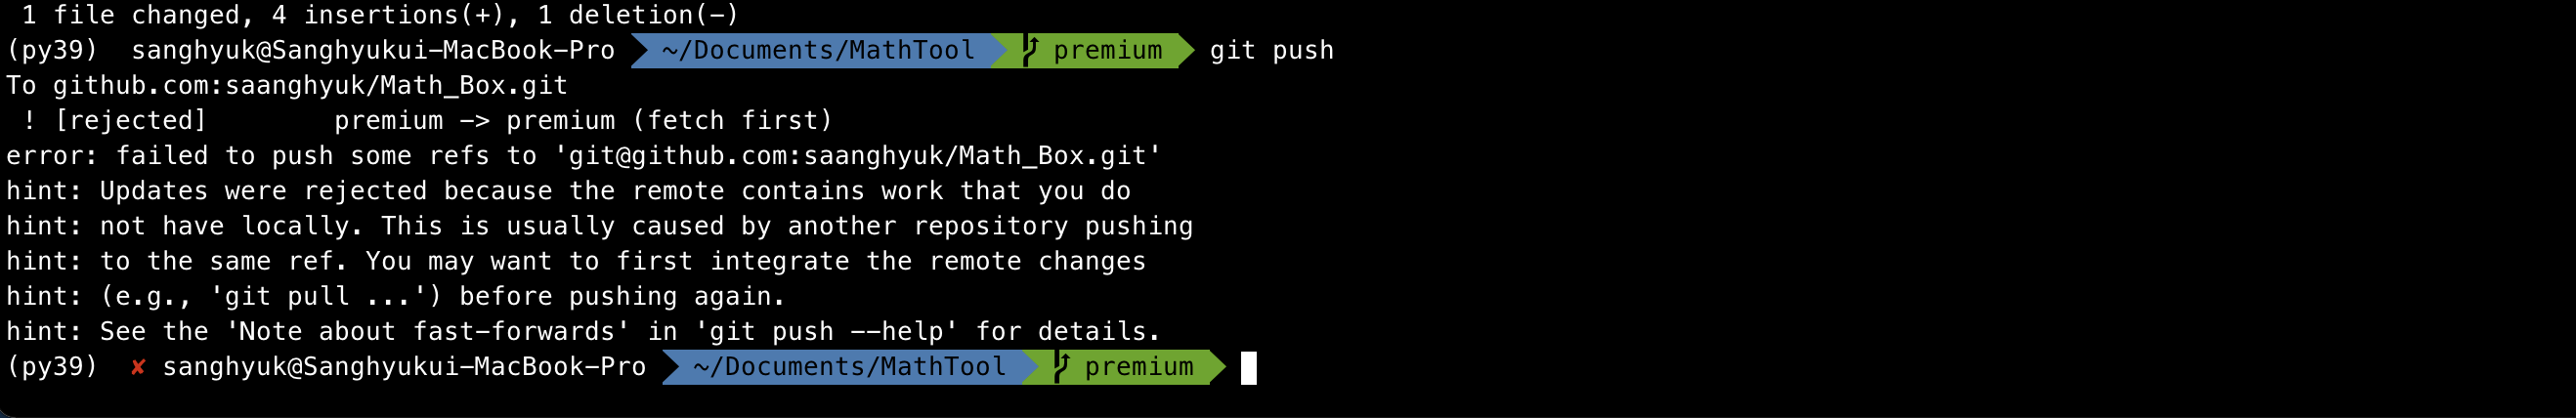 1 file changed, 4 insertions(+), 1 deletion(-)
(py39) sanghyuk@Sanghyukui-MacBook-Pro ~/Documents/MathTool premium git push
To github.com:saanghyuk/Math_Box.git
! [rejected] premium -> premium (fetch first)
error: failed to push some refs to 'git@github.com:saanghyuk/Math_Box.git'
hint: Updates were rejected because the remote contains work that you do
hint: not have locally. This is usually caused by another repository pushing
hint: to the same ref. You may want to first integrate the remote changes
hint: (e.g., 'git pull ...') before pushing again.
hint: See the 'Note about fast-forwards' in 'git push --help' for details.
(py39) ✘ sanghyuk@Sanghyukui-MacBook-Pro ~/Documents/MathTool premium